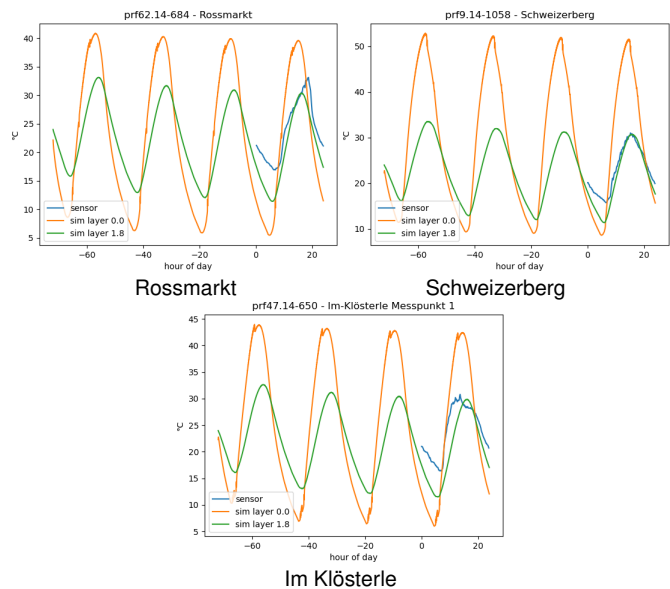 prf62.14-684 - Rossmarkt
40
35
30
25
20
15
10
5
°C
−60
−40
−20
0
20
hour of day
sensor
sim layer 0.0
sim layer 1.8
Rossmarkt
prf9.14-1058 - Schweizerberg
50
40
30
20
10
°C
−60
−40
−20
0
20
hour of day
sensor
sim layer 0.0
sim layer 1.8
Schweizerberg
prf47.14-650 - Im-Klösterle Messpunkt 1
45
40
35
30
25
20
15
10
5
°C
−60
−40
−20
0
20
hour of day
sensor
sim layer 0.0
sim layer 1.8
Im Klösterle